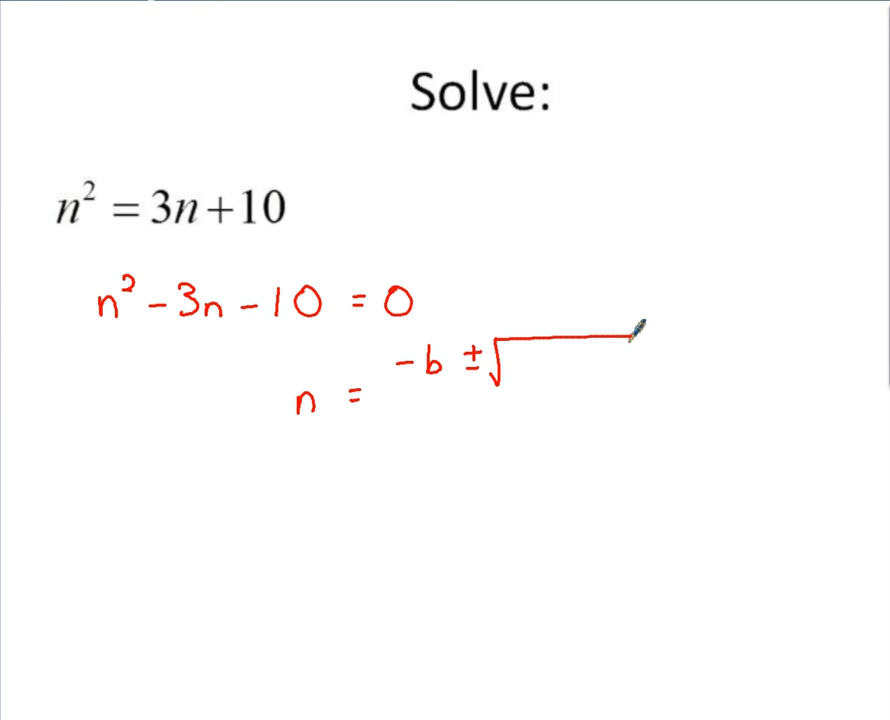 Solve:
n² = 3n+10
n² - 3n - 10 = 0
n = -b ±√